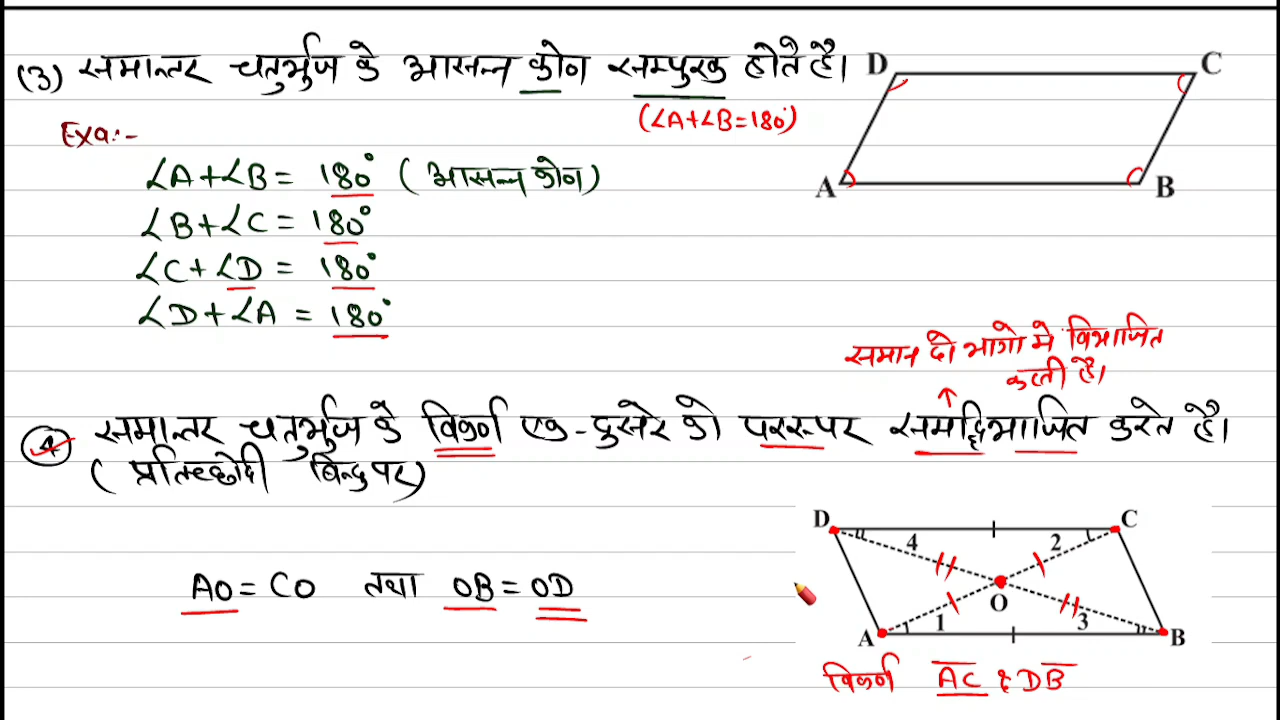 (3) समान्तर चतुर्भुज के आसन्न कोन सम्पुरक होते है।
(∠A+∠B=180°)
D
C
A
B
Exa:-
∠A+∠B= 180° (आसन्न कोन)
∠B+∠C=180°
∠C+∠D = 180°
∠D+∠A = 180°
समान दो भागो मे विभाजित
करती है।
↑
(4) समान्तर चतुर्भुज के विकर्ण एक-दुसरे को परस्पर समद्विभाजित करते है।
(प्रतिच्छेदी बिन्दु पर)
D
C
4
2
O
1
3
A
B
AO=CO तथा OB=OD
विकर्ण AC & DB